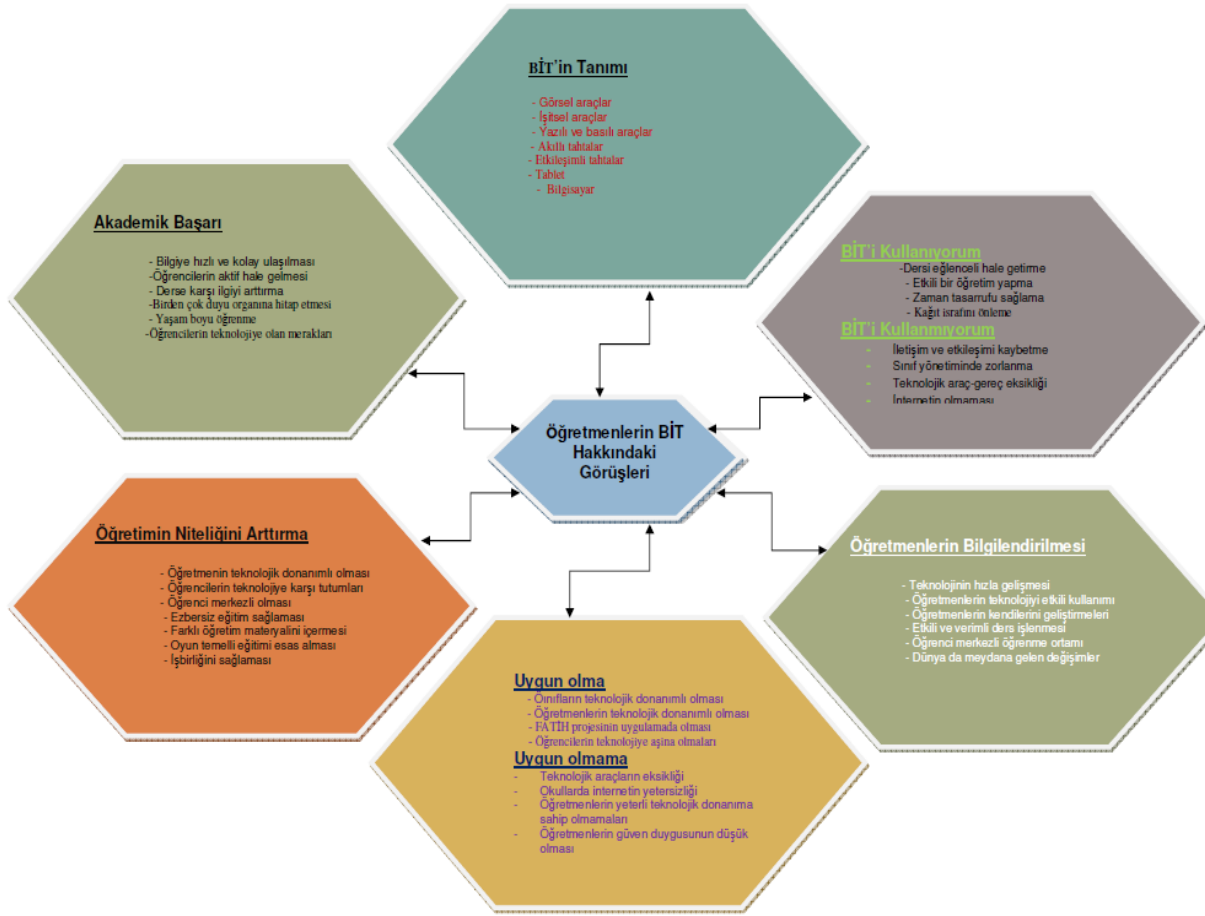 BİT'in Tanımı
- Görsel araçlar
- İşitsel araçlar
- Yazılı ve basılı araçlar
- Akıllı tahtalar
- Etkileşimli tahtalar
- Tablet
- Bilgisayar
Akademik Başarı
- Bilgiye hızlı ve kolay ulaşılması
-Öğrencilerin aktif hale gelmesi
- Derse karşı ilgiyi arttırma
-Birden çok duyu organına hitap etmesi
- Yaşam boyu öğrenme
-Öğrencilerin teknolojiye olan merakları
BİT'i Kullanıyorum
-Dersi eğlenceli hale getirme
- Etkili bir öğretim yapma
- Zaman tasarrufu sağlama
- Kağıt israfını önleme
BİT'i Kullanmıyorum
- İletişim ve etkileşimi kaybetme
- Sınıf yönetiminde zorlanma
- Teknolojik araç-gereç eksikliği
- İnternetin olmaması
Öğretmenlerin BİT
Hakkındaki
Görüşleri
Öğretimin Niteliğini Arttırma
- Öğretmenin teknolojik donanımlı olması
- Öğrencilerin teknolojiye karşı tutumları
- Öğrenci merkezli olması
- Ezbersiz eğitim sağlaması
- Farklı öğretim materyalini içermesi
- Oyun temelli eğitimi esas alması
- İşbirliğini sağlaması
Öğretmenlerin Bilgilendirilmesi
- Teknolojinin hızla gelişmesi
- Öğretmenlerin teknolojiyi etkili kullanımı
- Öğretmenlerin kendilerini geliştirmeleri
- Etkili ve verimli ders işlenmesi
- Öğrenci merkezli öğrenme ortamı
- Dünya da meydana gelen değişimler
Uygun olma
- Öınıfların teknolojik donanımlı olması
- Öğretmenlerin teknolojik donanımlı olması
- FATİH projesinin uygulamada olması
- Öğrencilerin teknolojiye aşina olmaları
Uygun olmama
- Teknolojik araçların eksikliği
- Okullarda internetin yetersizliği
- Öğretmenlerin yeterli teknolojik donanıma
sahip olmamaları
- Öğretmenlerin güven duygusunun düşük
olması